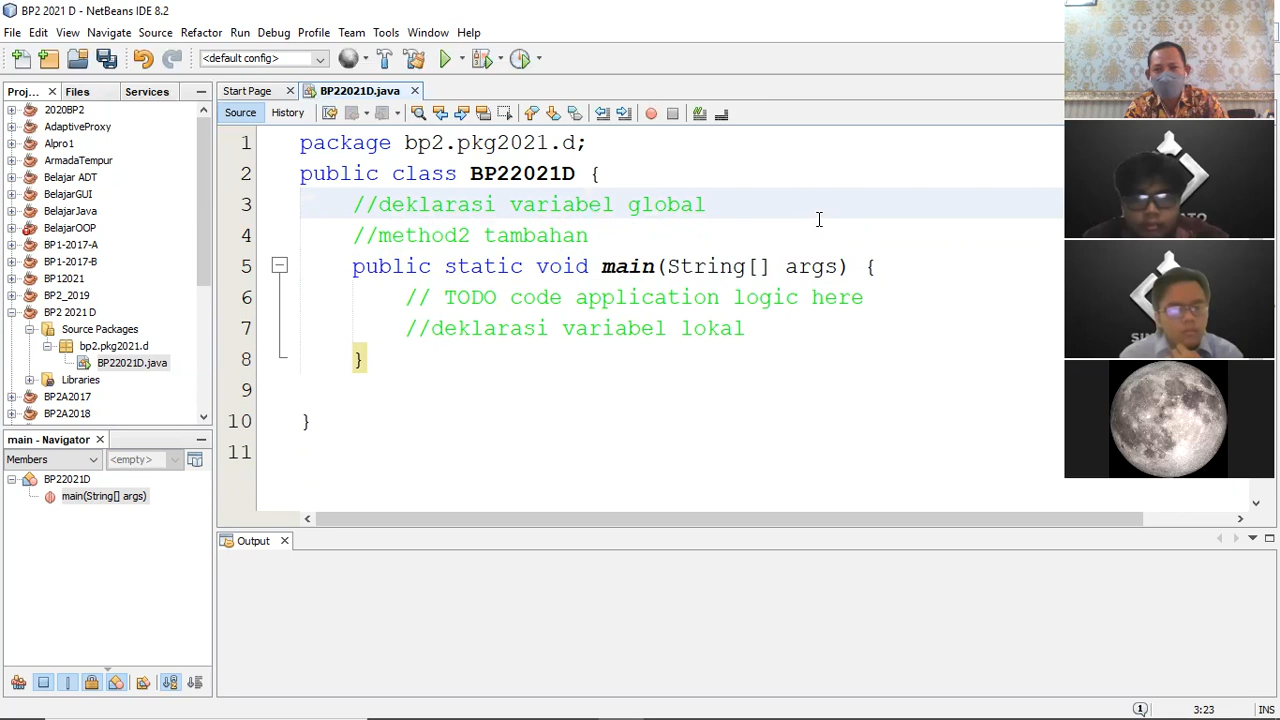 BP2 2021 D - NetBeans IDE 8.2
File Edit View Navigate Source Refactor Run Debug Profile Team Tools Window Help
<default config>
Proj... Files Services
2020BP2
AdaptiveProxy
Alpro1
ArmadaTempur
Belajar ADT
BelajarGUI
BelajarJava
BelajarOOP
BP1-2017-A
BP1-2017-B
BP12021
BP2_2019
BP2 2021 D
Source Packages
bp2.pkg2021.d
BP22021D.java
Libraries
BP2A2017
BP2A2018
main - Navigator
Members <empty>
BP22021D
main(String[] args)
Start Page BP22021D.java
Source History
1 package bp2.pkg2021.d;
2 public class BP22021D {
3 //deklarasi variabel global
4 //method2 tambahan
5 public static void main(String[] args) {
6 // TODO code application logic here
7 //deklarasi variabel lokal
8 }
9
10 }
11
Output
3:23 INS